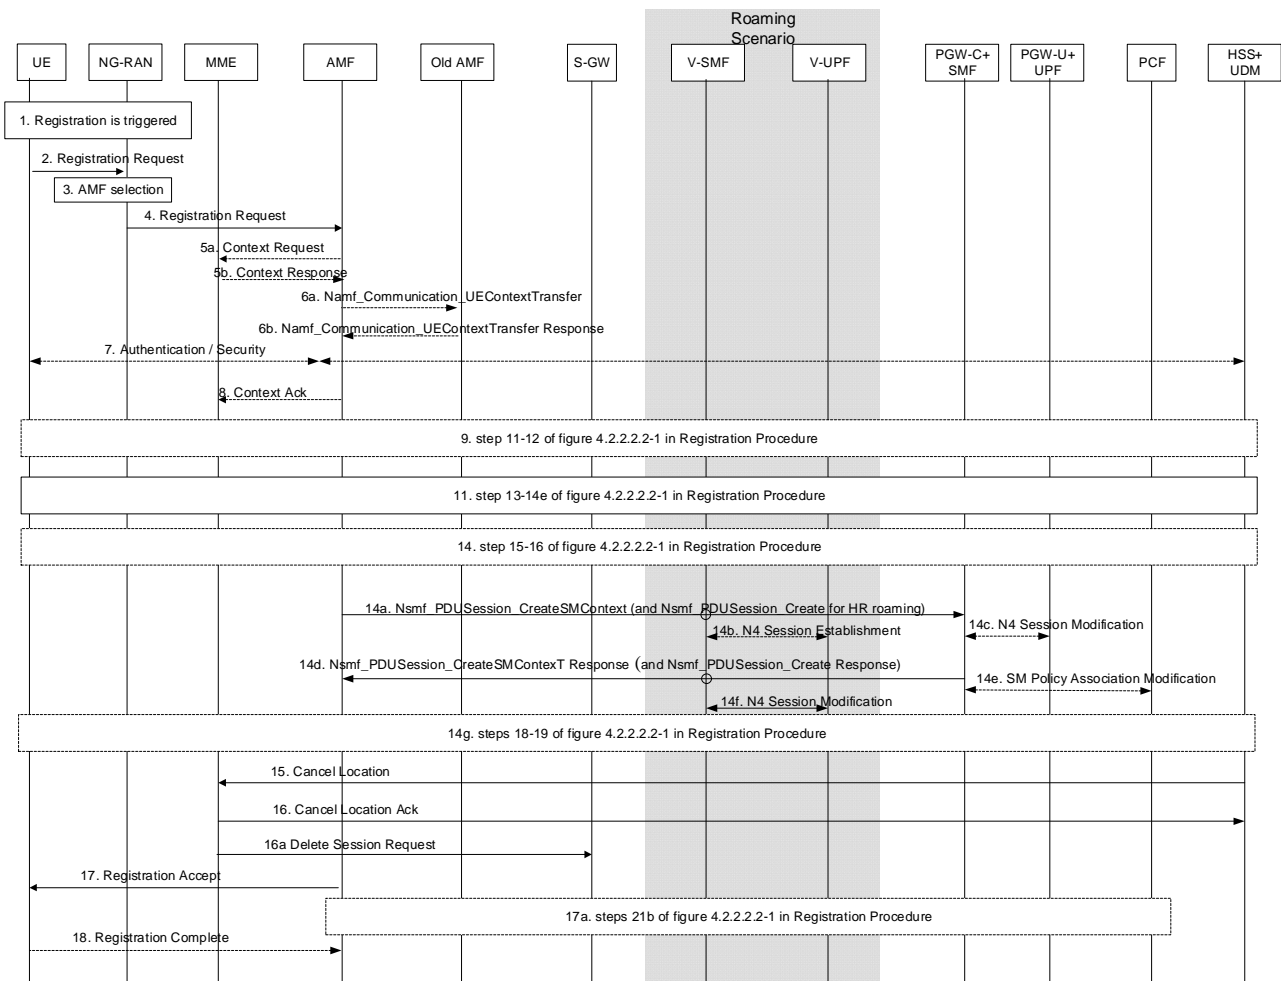 Roaming
Scenario
UE
NG-RAN
MME
AMF
Old AMF
S-GW
V-SMF
V-UPF
PGW-C+
SMF
PGW-U+
UPF
PCF
HSS+
UDM
1. Registration is triggered
2. Registration Request
3. AMF selection
4. Registration Request
5a. Context Request
5b. Context Response
6a. Namf_Communication_UEContextTransfer
6b. Namf_Communication_UEContextTransfer Response
7. Authentication / Security
8. Context Ack
9. step 11-12 of figure 4.2.2.2.2-1 in Registration Procedure
11. step 13-14e of figure 4.2.2.2.2-1 in Registration Procedure
14. step 15-16 of figure 4.2.2.2.2-1 in Registration Procedure
14a. Nsmf_PDUSession_CreateSMContext (and Nsmf_PDUSession_Create for HR roaming)
14b. N4 Session Establishment
14c. N4 Session Modification
14d. Nsmf_PDUSession_CreateSMContexT Response (and Nsmf_PDUSession_Create Response)
14e. SM Policy Association Modification
14f. N4 Session Modification
14g. steps 18-19 of figure 4.2.2.2.2-1 in Registration Procedure
15. Cancel Location
16. Cancel Location Ack
16a Delete Session Request
17. Registration Accept
17a. steps 21b of figure 4.2.2.2.2-1 in Registration Procedure
18. Registration Complete